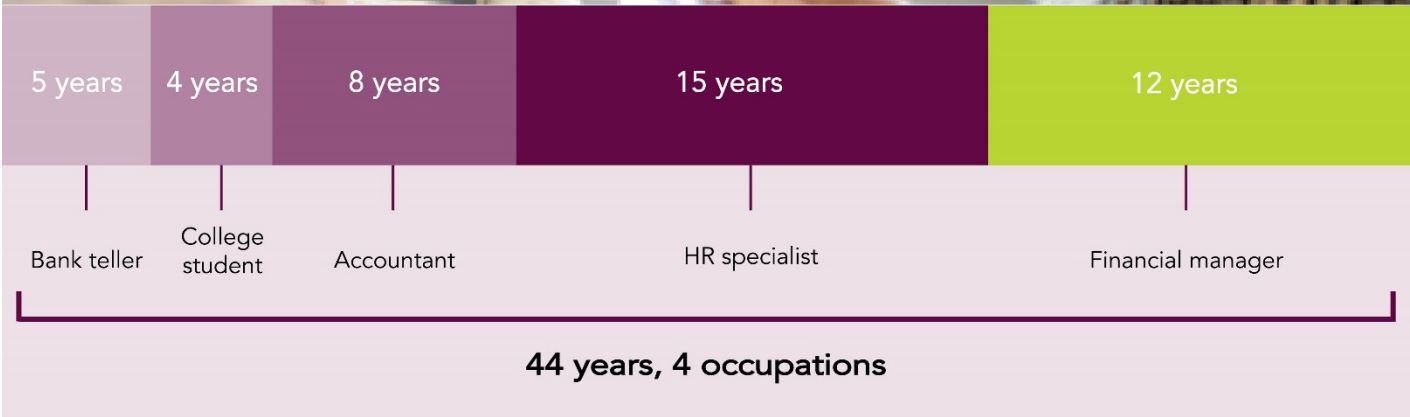 5 years
4 years
8 years
15 years
12 years
Bank teller
College
student
Accountant
HR specialist
Financial manager
44 years, 4 occupations